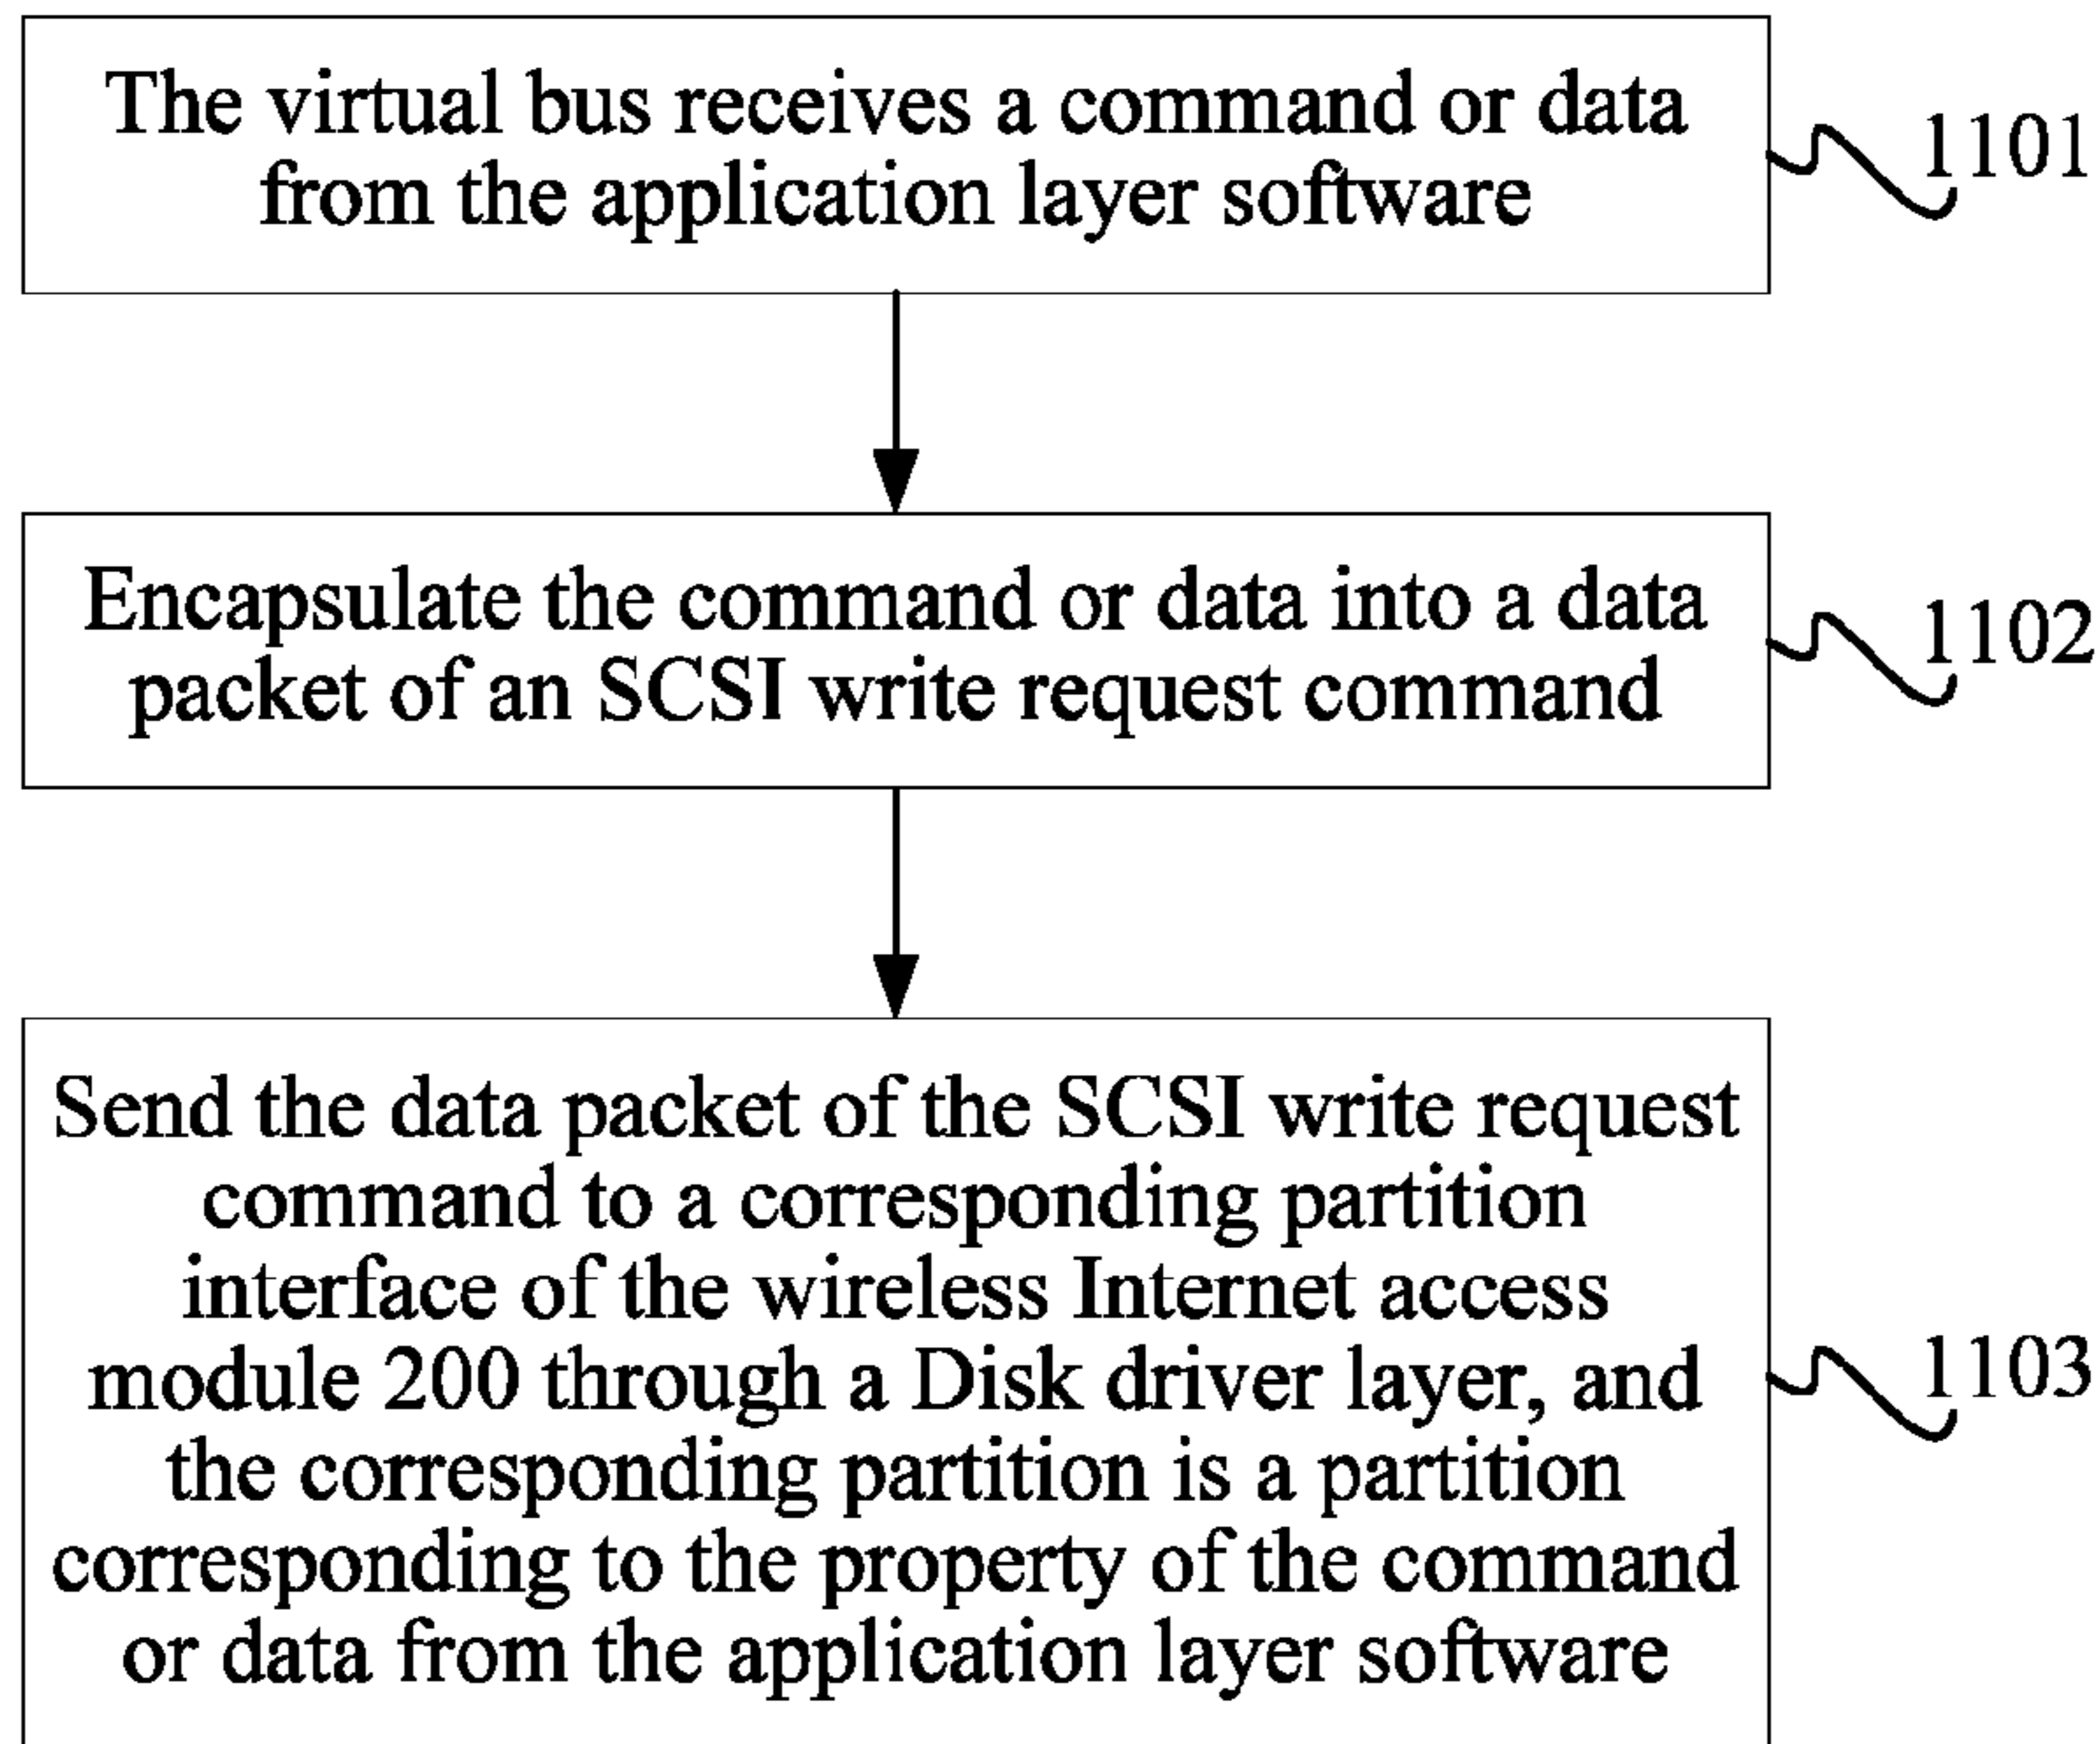 The virtual bus receives a command or data
from the application layer software
1101
Encapsulate the command or data into a data
packet of an SCSI write request command
1102
Send the data packet of the SCSI write request
command to a corresponding partition
interface of the wireless Internet access
module 200 through a Disk driver layer, and
the corresponding partition is a partition
corresponding to the property of the command
or data from the application layer software
1103